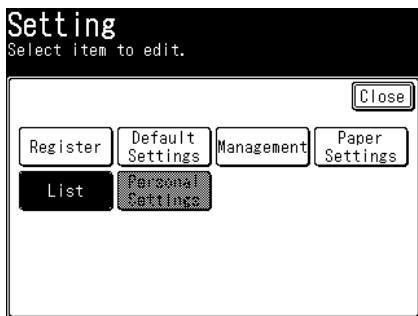 Setting
Select item to edit.
Close
Register
Default
Settings
Management
Paper
Settings
List
Personal
Settings